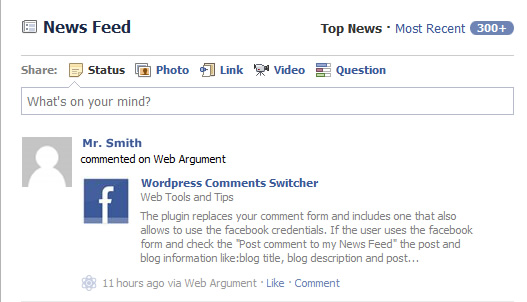 News Feed
Top News · Most Recent 300+
Share: Status Photo Link Video Question
What's on your mind?
Mr. Smith
commented on Web Argument
Wordpress Comments Switcher
Web Tools and Tips
The plugin replaces your comment form and includes one that also
allows to use the facebook credentials. If the user uses the facebook
form and check the "Post comment to my News Feed" the post and
blog information like:blog title, blog description and post...
11 hours ago via Web Argument · Like · Comment